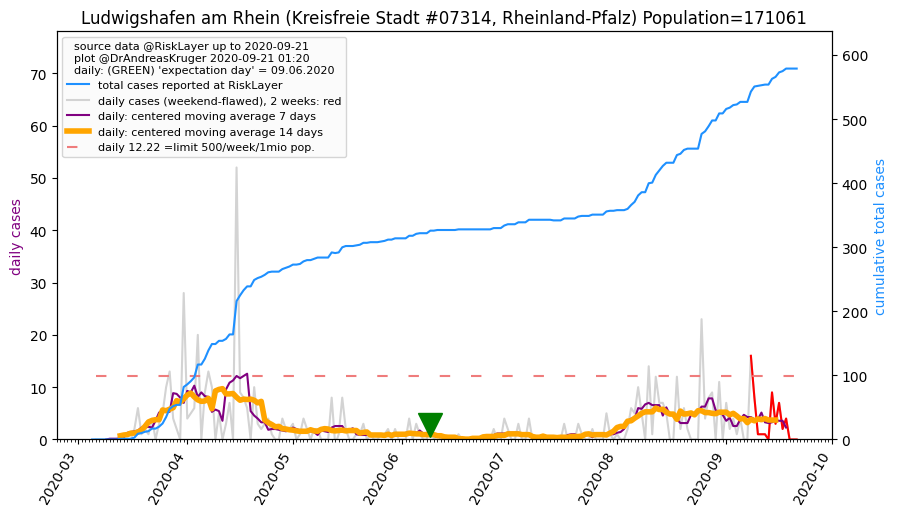 Ludwigshafen am Rhein (Kreisfreie Stadt #07314, Rheinland-Pfalz) Population=171061
source data @RiskLayer up to 2020-09-21
plot @DrAndreasKruger 2020-09-21 01:20
daily: (GREEN) 'expectation day' = 09.06.2020
total cases reported at RiskLayer
daily cases (weekend-flawed), 2 weeks: red
daily: centered moving average 7 days
daily: centered moving average 14 days
daily 12.22 =limit 500/week/1mio pop.
daily cases
70
60
50
40
30
20
10
0
cumulative total cases
600
500
400
300
200
100
0
2020-03
2020-04
2020-05
2020-06
2020-07
2020-08
2020-09
2020-10